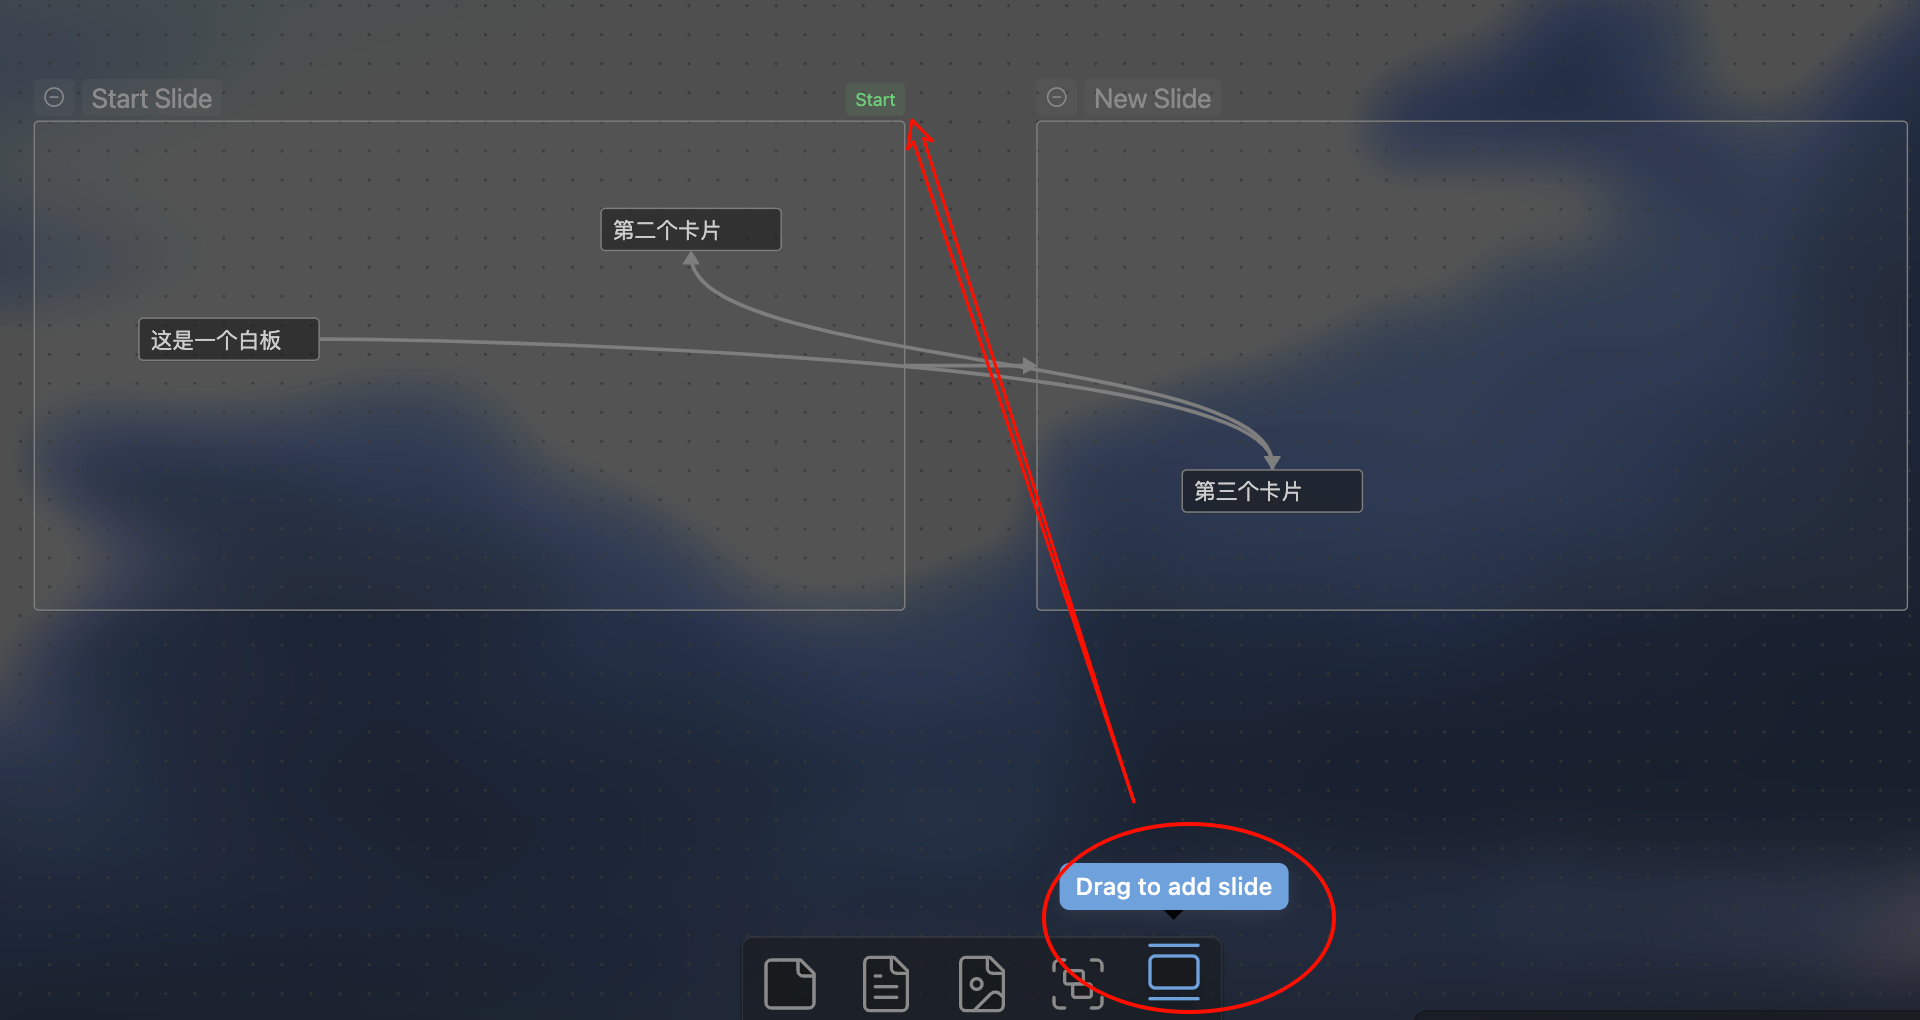 Start Slide
Start
New Slide
第二个卡片
这是一个白板
第三个卡片
Drag to add slide